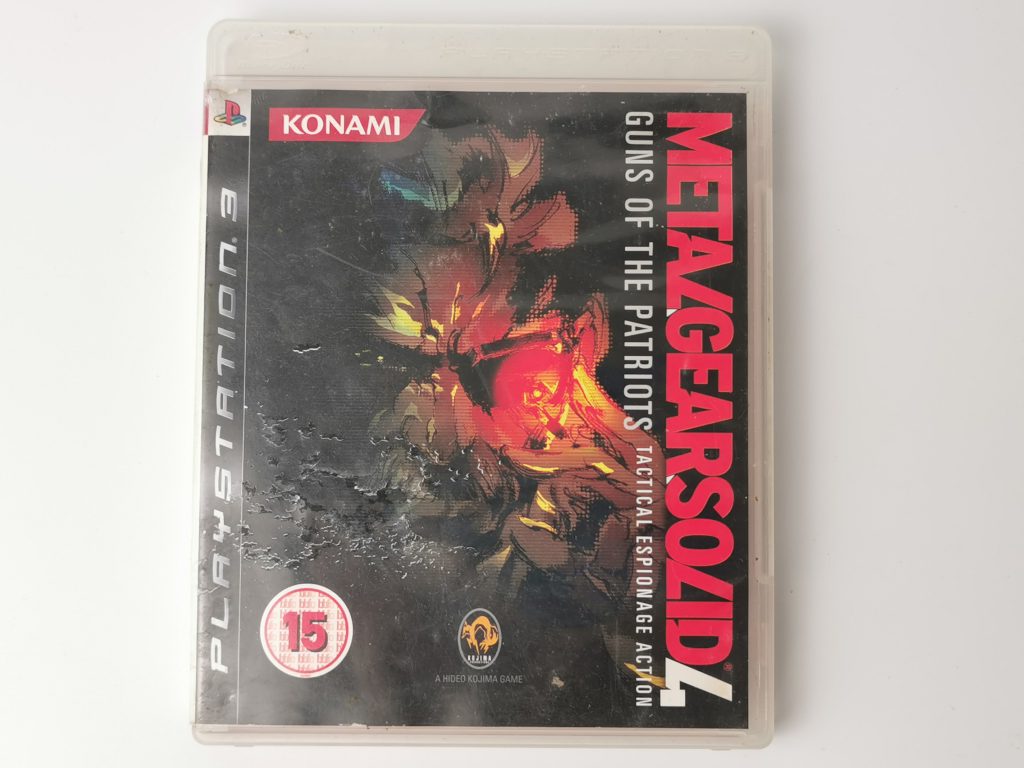 PLAYSTATION 3
KONAMI
METAL GEAR SOLID 4
GUNS OF THE PATRIOTS TACTICAL ESPIONAGE ACTION
15
KOJIMA
A HIDEO KOJIMA GAME